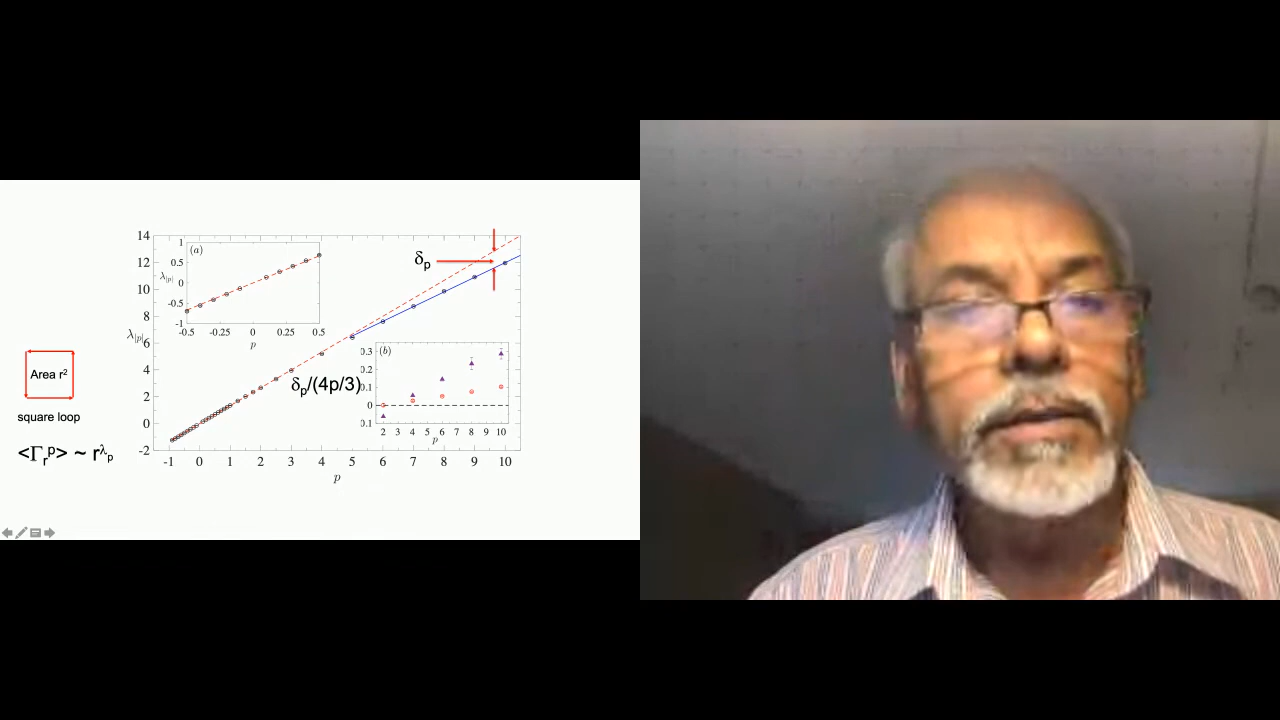 Area r²
square loop
<Γᵣᵖ> ~ r^λₚ
14
12
10
8
6
4
2
0
-2
λ|p|
-1 0 1 2 3 4 5 6 7 8 9 10
p
(a)
1
0.5
0
-0.5
-1
λ|p|
-0.5 -0.25 0 0.25 0.5
p
δₚ
δₚ/(4p/3)
(b)
0.3
0.2
0.1
0
0.1
2 3 4 5 6 7 8 9 10
p